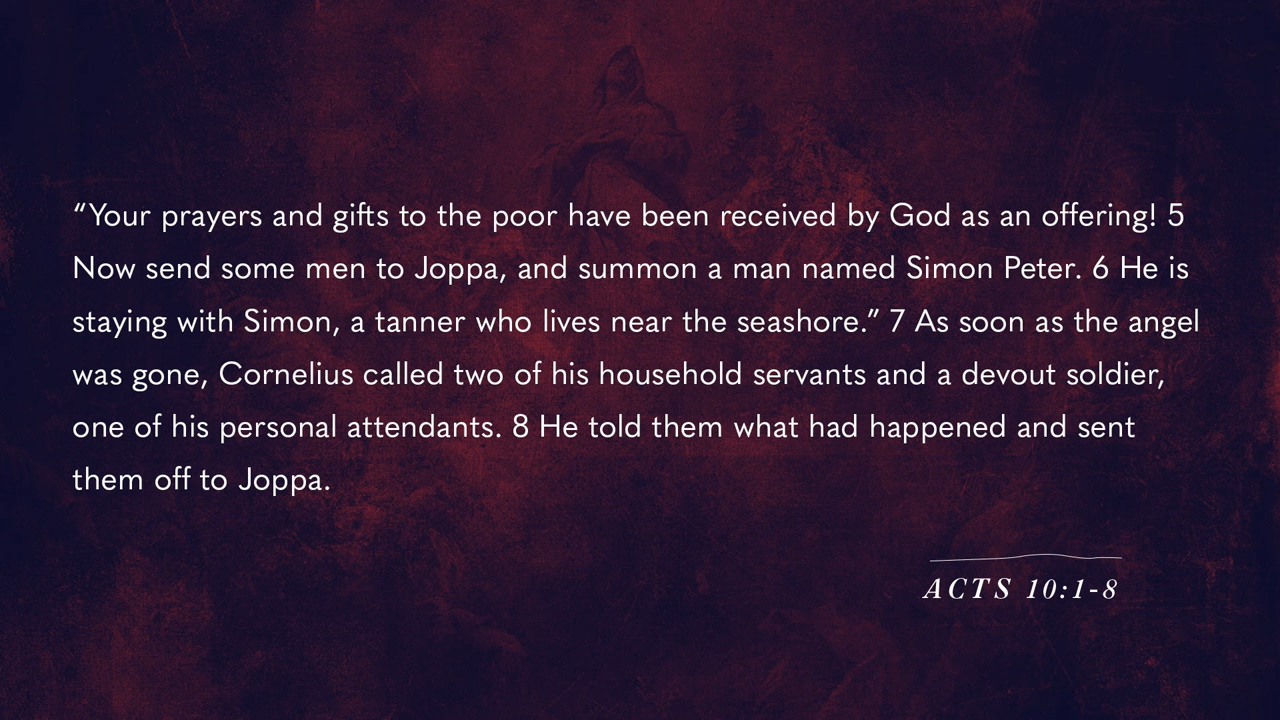 “Your prayers and gifts to the poor have been received by God as an offering! 5
Now send some men to Joppa, and summon a man named Simon Peter. 6 He is
staying with Simon, a tanner who lives near the seashore.” 7 As soon as the angel
was gone, Cornelius called two of his household servants and a devout soldier,
one of his personal attendants. 8 He told them what had happened and sent
them off to Joppa.
ACTS 10:1-8